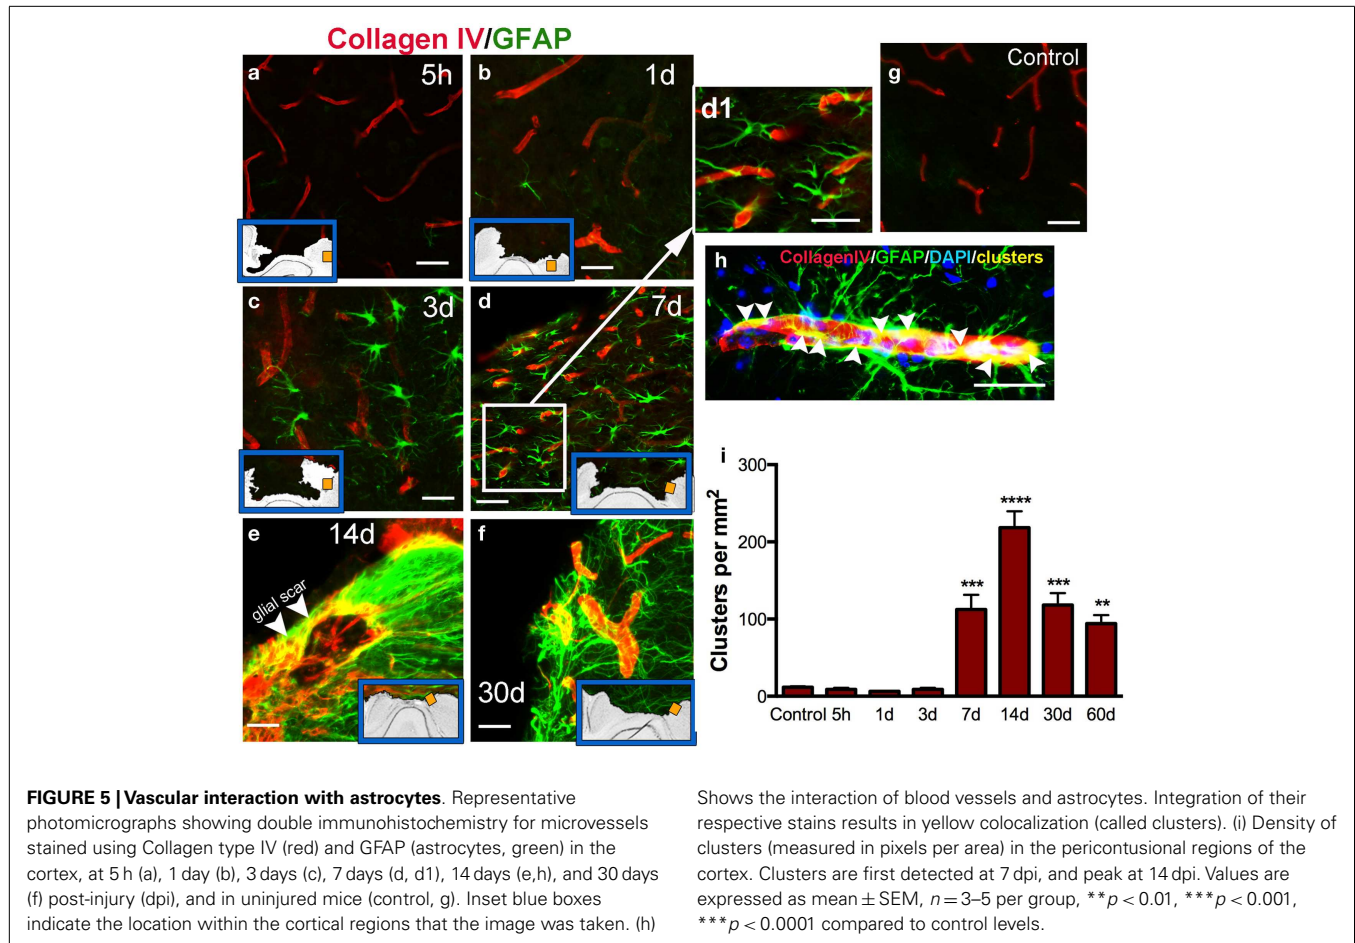 Collagen IV/GFAP
a
5h
b
1d
d1
g
Control
c
3d
d
7d
h
CollagenIV/GFAP/DAPI/clusters
e
14d
glial scar
f
30d
i
Clusters per mm²
300
200
100
0
***
****
***
**
Control 5h 1d 3d 7d 14d 30d 60d
FIGURE 5 | Vascular interaction with astrocytes. Representative
photomicrographs showing double immunohistochemistry for microvessels
stained using Collagen type IV (red) and GFAP (astrocytes, green) in the
cortex, at 5 h (a), 1 day (b), 3 days (c), 7 days (d, d1), 14 days (e,h), and 30 days
(f) post-injury (dpi), and in uninjured mice (control, g). Inset blue boxes
indicate the location within the cortical regions that the image was taken. (h)
Shows the interaction of blood vessels and astrocytes. Integration of their
respective stains results in yellow colocalization (called clusters). (i) Density of
clusters (measured in pixels per area) in the pericontusional regions of the
cortex. Clusters are first detected at 7 dpi, and peak at 14 dpi. Values are
expressed as mean ± SEM, n = 3–5 per group, **p < 0.01, ***p < 0.001,
***p < 0.0001 compared to control levels.